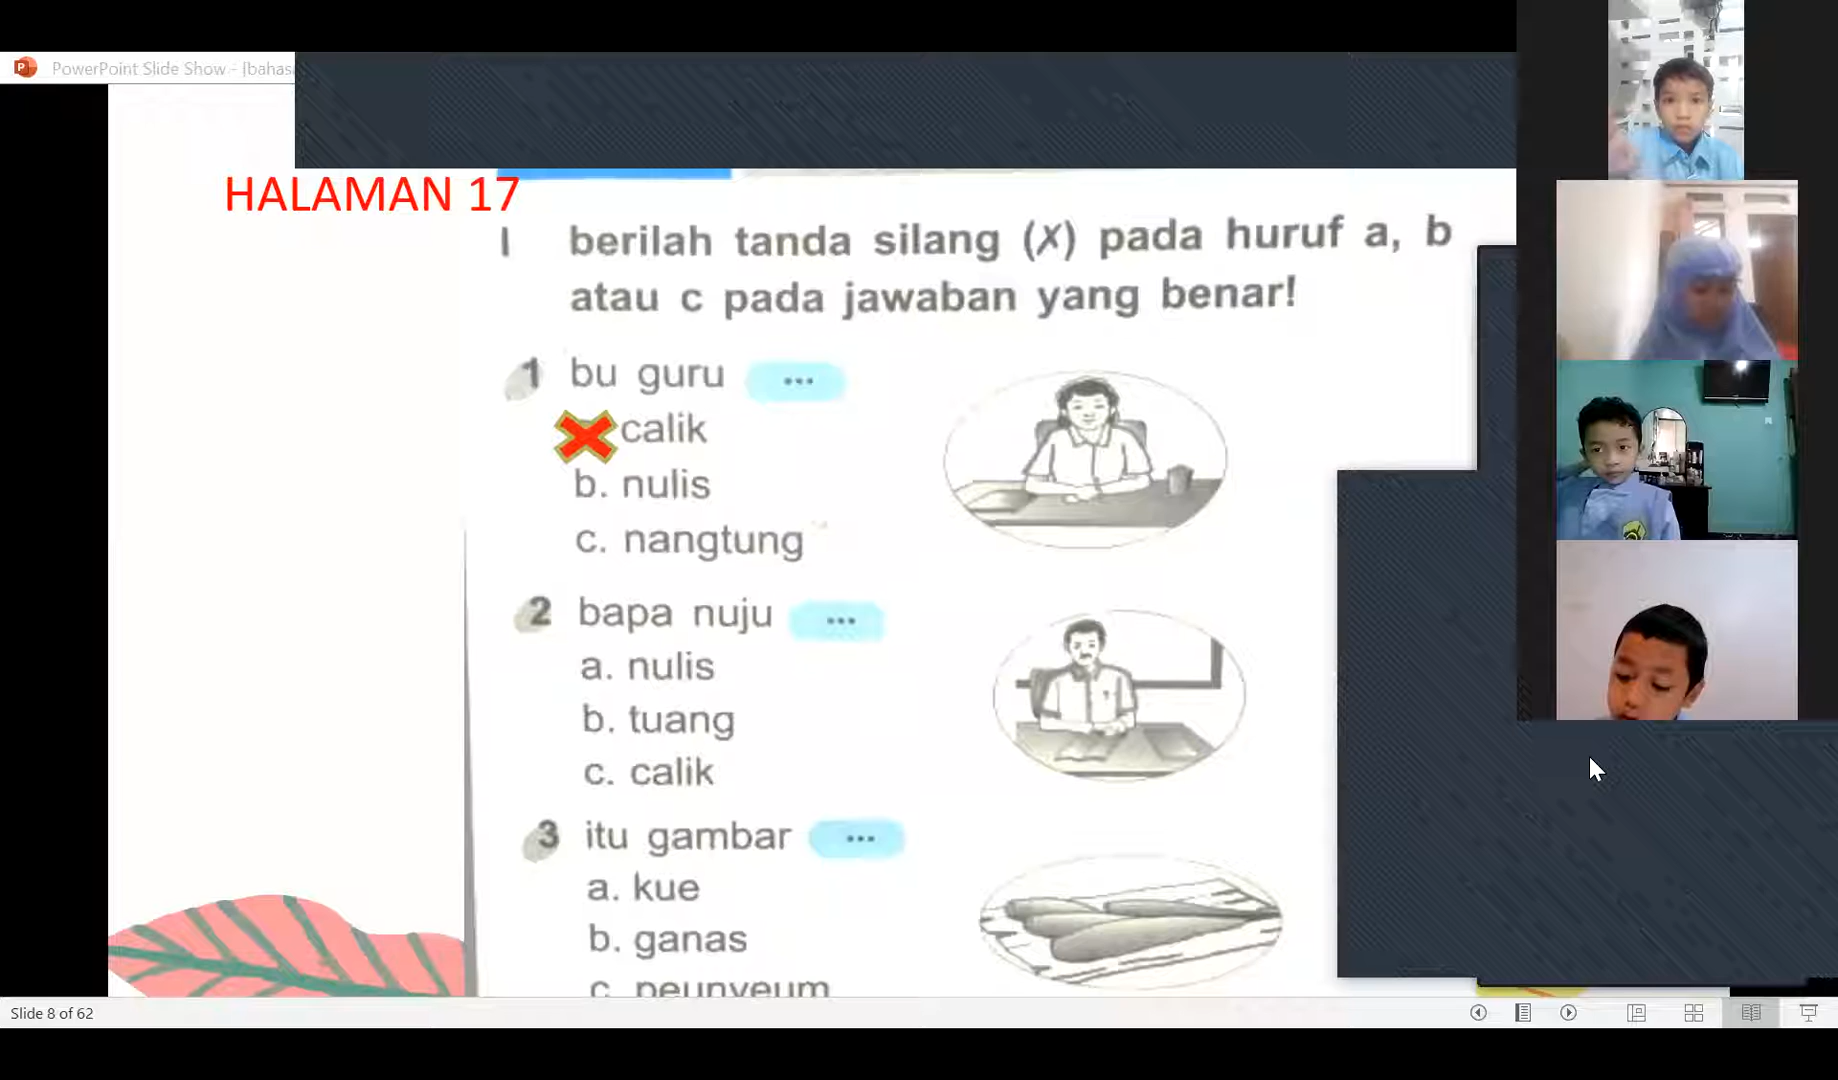 PowerPoint Slide Show - [bahas
HALAMAN 17
I berilah tanda silang (X) pada huruf a, b
atau c pada jawaban yang benar!
1 bu guru ...
calik
b. nulis
c. nangtung
2 bapa nuju ...
a. nulis
b. tuang
c. calik
3 itu gambar ...
a. kue
b. ganas
c. peunyeum
Slide 8 of 62